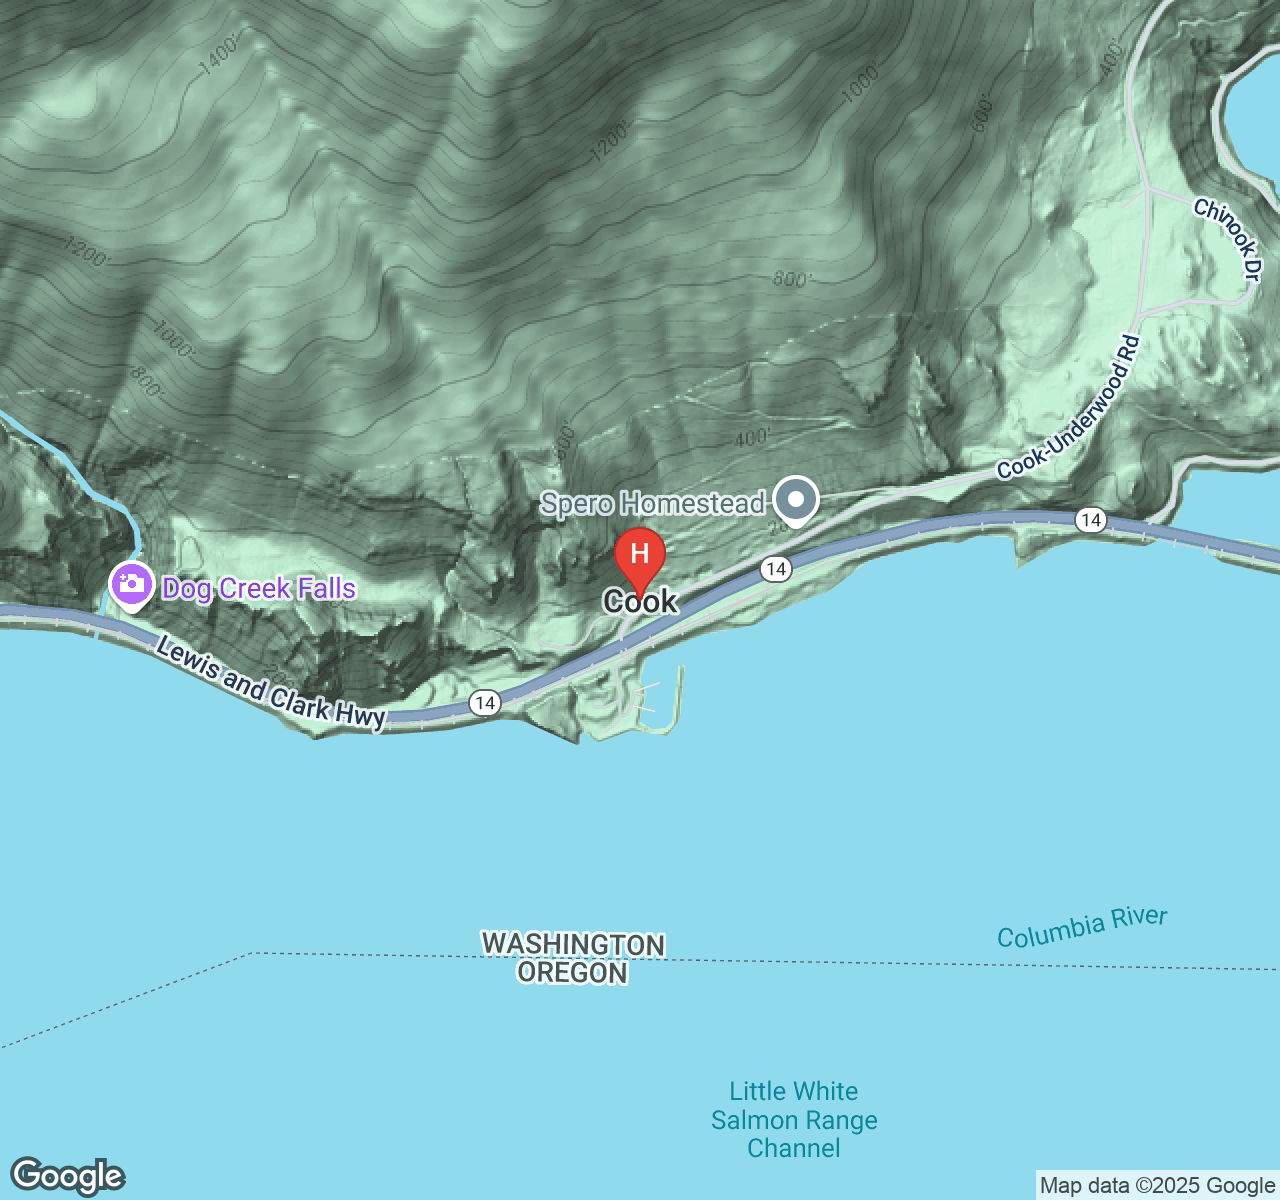 1400'
400'
1000'
600'
1200'
Chinook Dr
1200'
800'
1000'
800'
Cook-Underwood Rd
400'
600'
Spero Homestead
14
H
14
Dog Creek Falls
Cook
Lewis and Clark Hwy
14
Columbia River
WASHINGTON
OREGON
Little White
Salmon Range
Channel
Google
Map data ©2025 Google